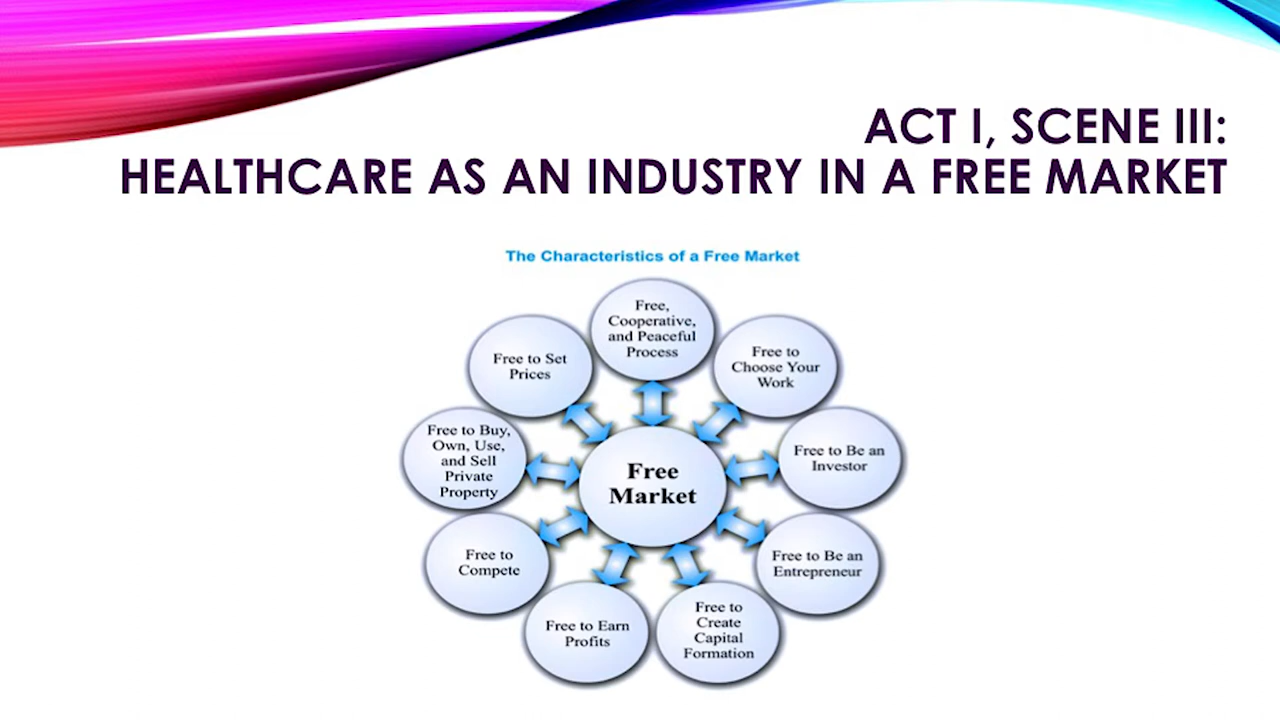 ACT I, SCENE III:
HEALTHCARE AS AN INDUSTRY IN A FREE MARKET
The Characteristics of a Free Market
Free,
Cooperative,
and Peaceful
Process
Free to
Choose Your
Work
Free to Be an
Investor
Free to Be an
Entrepreneur
Free to
Create
Capital
Formation
Free to Earn
Profits
Free to
Compete
Free to Buy,
Own, Use,
and Sell
Private
Property
Free to Set
Prices
Free
Market